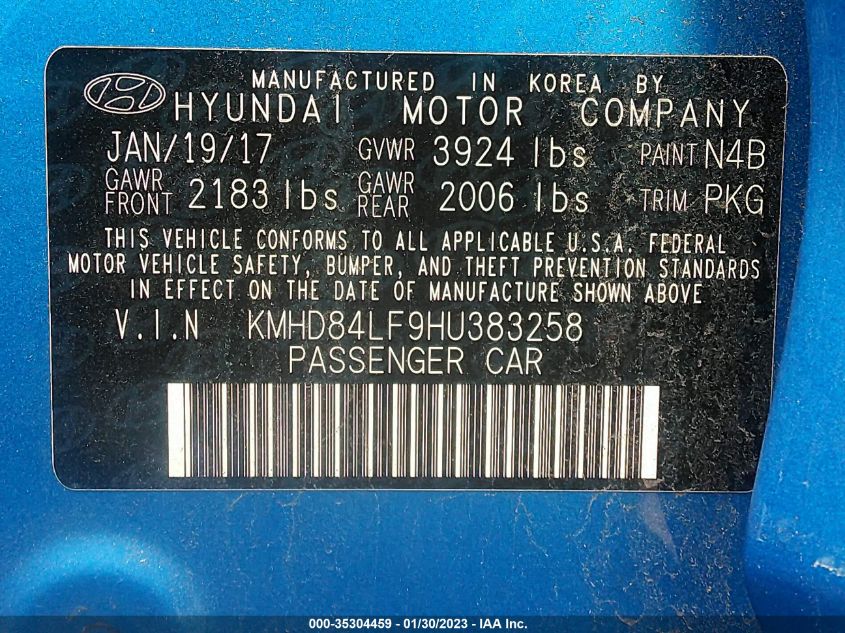 MANUFACTURED IN KOREA BY
HYUNDAI MOTOR COMPANY
JAN/19/17 GVWR 3924 lbs PAINT N4B
GAWR FRONT 2183 lbs GAWR REAR 2006 lbs TRIM PKG
THIS VEHICLE CONFORMS TO ALL APPLICABLE U.S.A. FEDERAL
MOTOR VEHICLE SAFETY, BUMPER, AND THEFT PREVENTION STANDARDS
IN EFFECT ON THE DATE OF MANUFACTURE SHOWN ABOVE
V.I.N KMHD84LF9HU383258
PASSENGER CAR
000-35304459 - 01/30/2023 - IAA Inc.